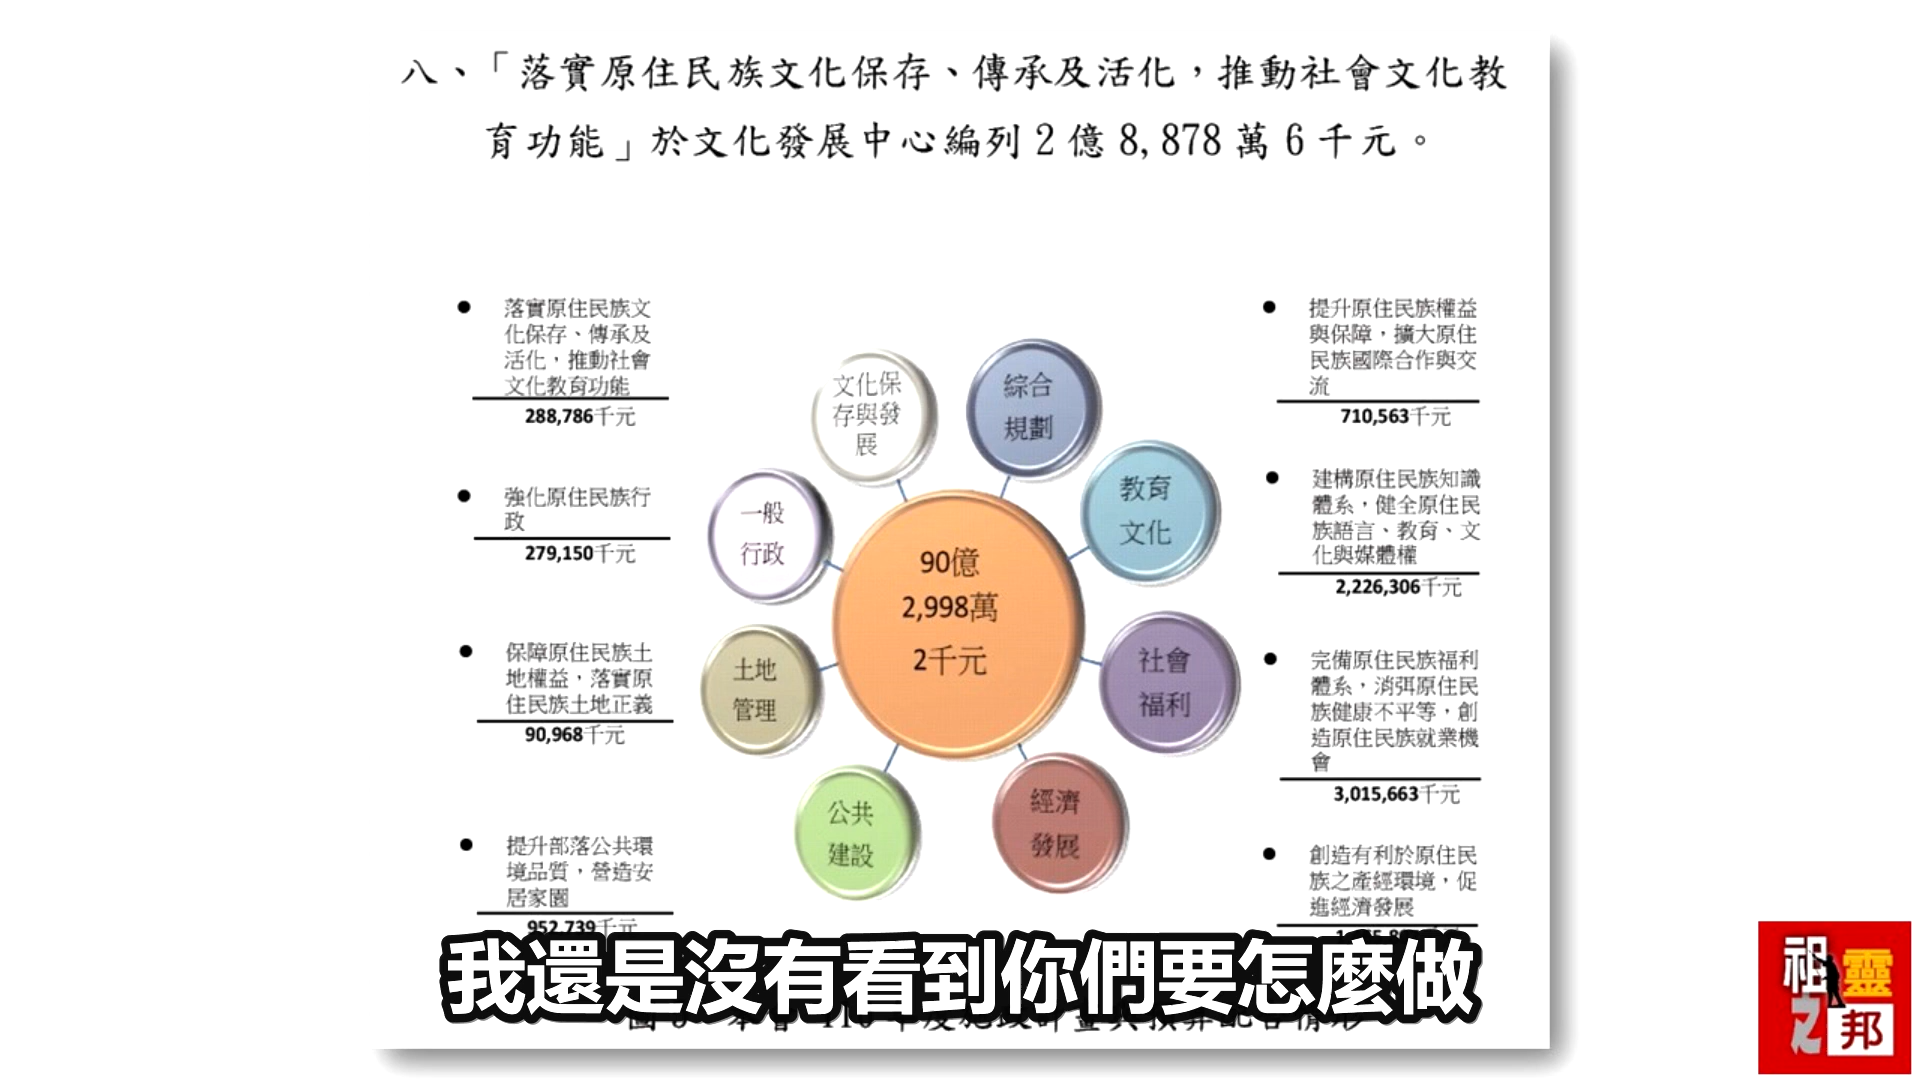 八、「落實原住民族文化保存、傳承及活化，推動社會文化教
育功能」於文化發展中心編列 2 億 8,878 萬 6 千元。
落實原住民族文
化保存、傳承及
活化，推動社會
文化教育功能
288,786千元
強化原住民族行
政
279,150千元
保障原住民族土
地權益，落實原
住民族土地正義
90,968千元
提升部落公共環
境品質，營造安
居家園
952,739千元
文化保
存與發
展
綜合
規劃
教育
文化
社會
福利
經濟
發展
公共
建設
土地
管理
一般
行政
90億
2,998萬
2千元
提升原住民族權益
與保障，擴大原住
民族國際合作與交
流
710,563千元
建構原住民族知識
體系，健全原住民
族語言、教育、文
化與媒體權
2,226,306千元
完備原住民族福利
體系，消弭原住民
族健康不平等，創
造原住民族就業機
會
3,015,663千元
創造有利於原住民
族之產經環境，促
進經濟發展
我還是沒有看到你們要怎麼做
祖靈之邦